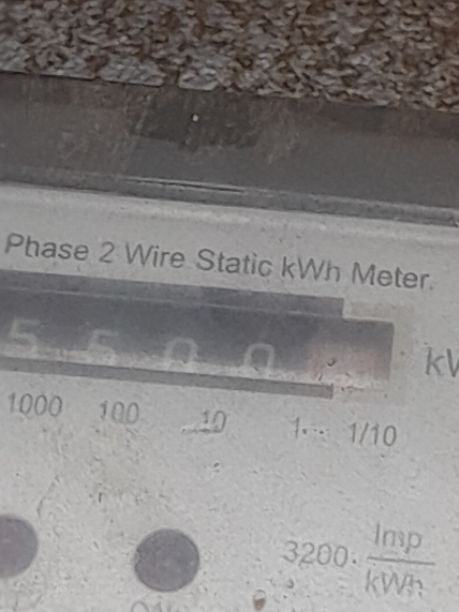 Phase 2 Wire Static kWh Meter.
5 5 0 0
kW
1000 100 10 1 1/10
3200 Imp
kWh